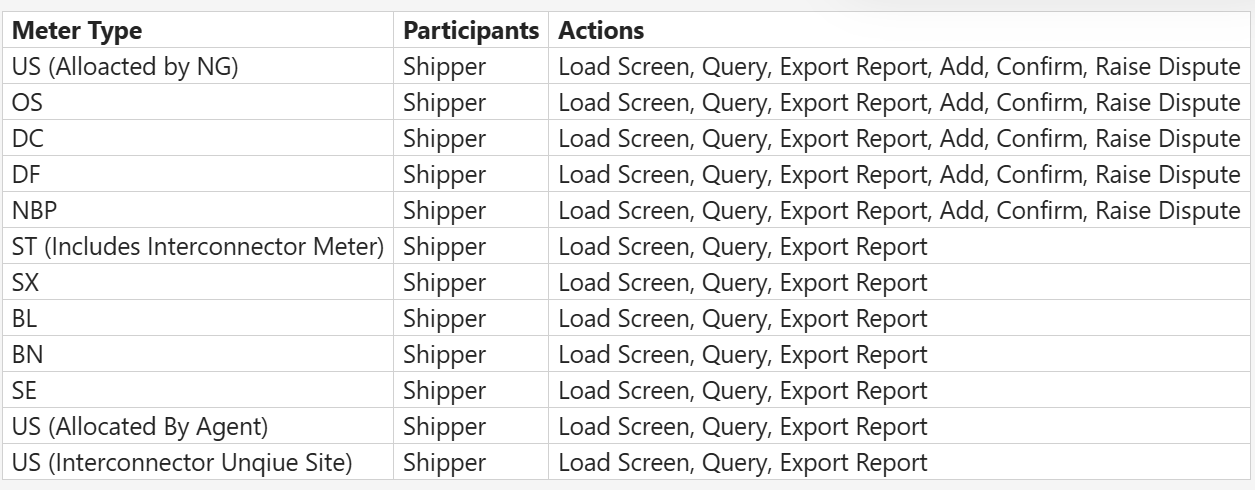 Meter Type Participants Actions
US (Alloacted by NG) Shipper Load Screen, Query, Export Report, Add, Confirm, Raise Dispute
OS Shipper Load Screen, Query, Export Report, Add, Confirm, Raise Dispute
DC Shipper Load Screen, Query, Export Report, Add, Confirm, Raise Dispute
DF Shipper Load Screen, Query, Export Report, Add, Confirm, Raise Dispute
NBP Shipper Load Screen, Query, Export Report, Add, Confirm, Raise Dispute
ST (Includes Interconnector Meter) Shipper Load Screen, Query, Export Report
SX Shipper Load Screen, Query, Export Report
BL Shipper Load Screen, Query, Export Report
BN Shipper Load Screen, Query, Export Report
SE Shipper Load Screen, Query, Export Report
US (Allocated By Agent) Shipper Load Screen, Query, Export Report
US (Interconnector Unqiue Site) Shipper Load Screen, Query, Export Report